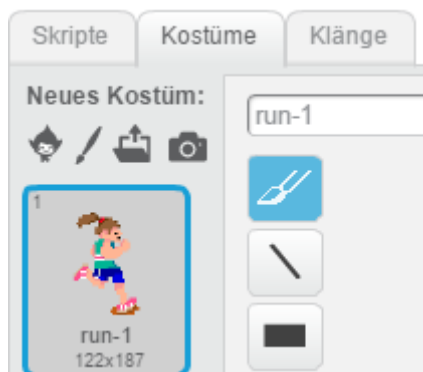 Skripte Kostüme Klänge
Neues Kostüm:
run-1
1
run-1
122x187